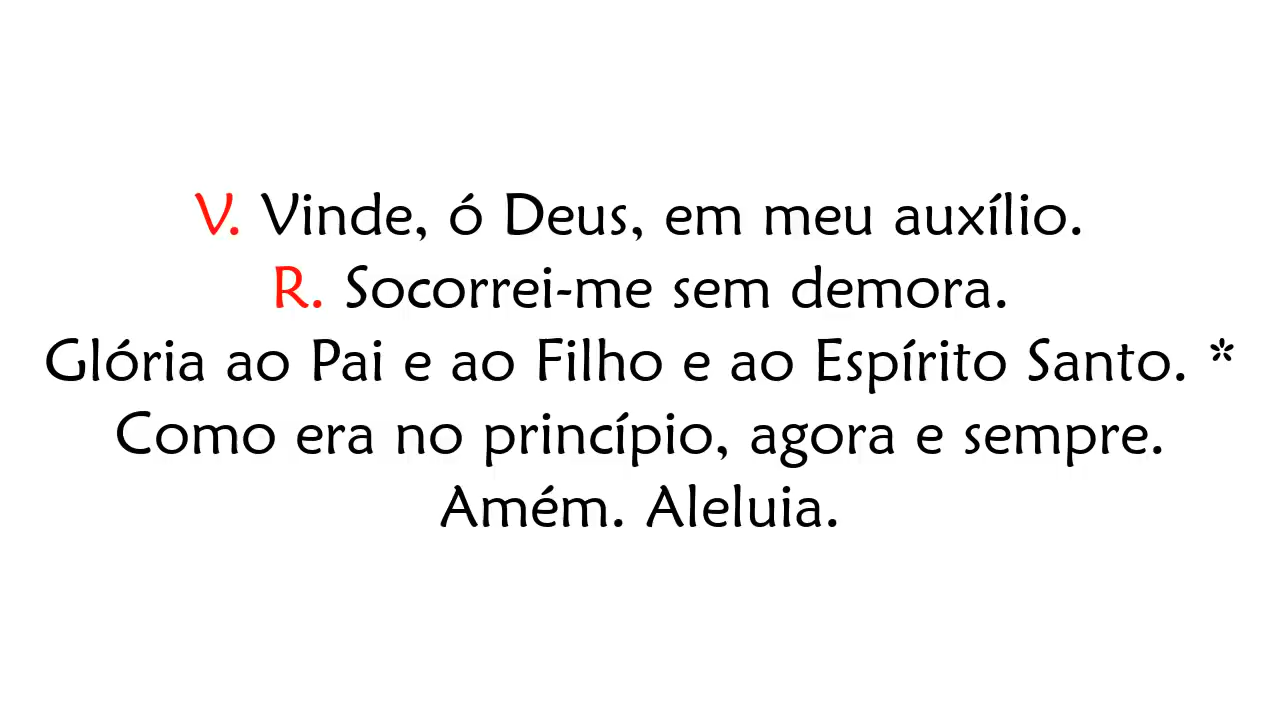 V. Vinde, ó Deus, em meu auxílio.
R. Socorrei-me sem demora.
Glória ao Pai e ao Filho e ao Espírito Santo. *
Como era no princípio, agora e sempre.
Amém. Aleluia.